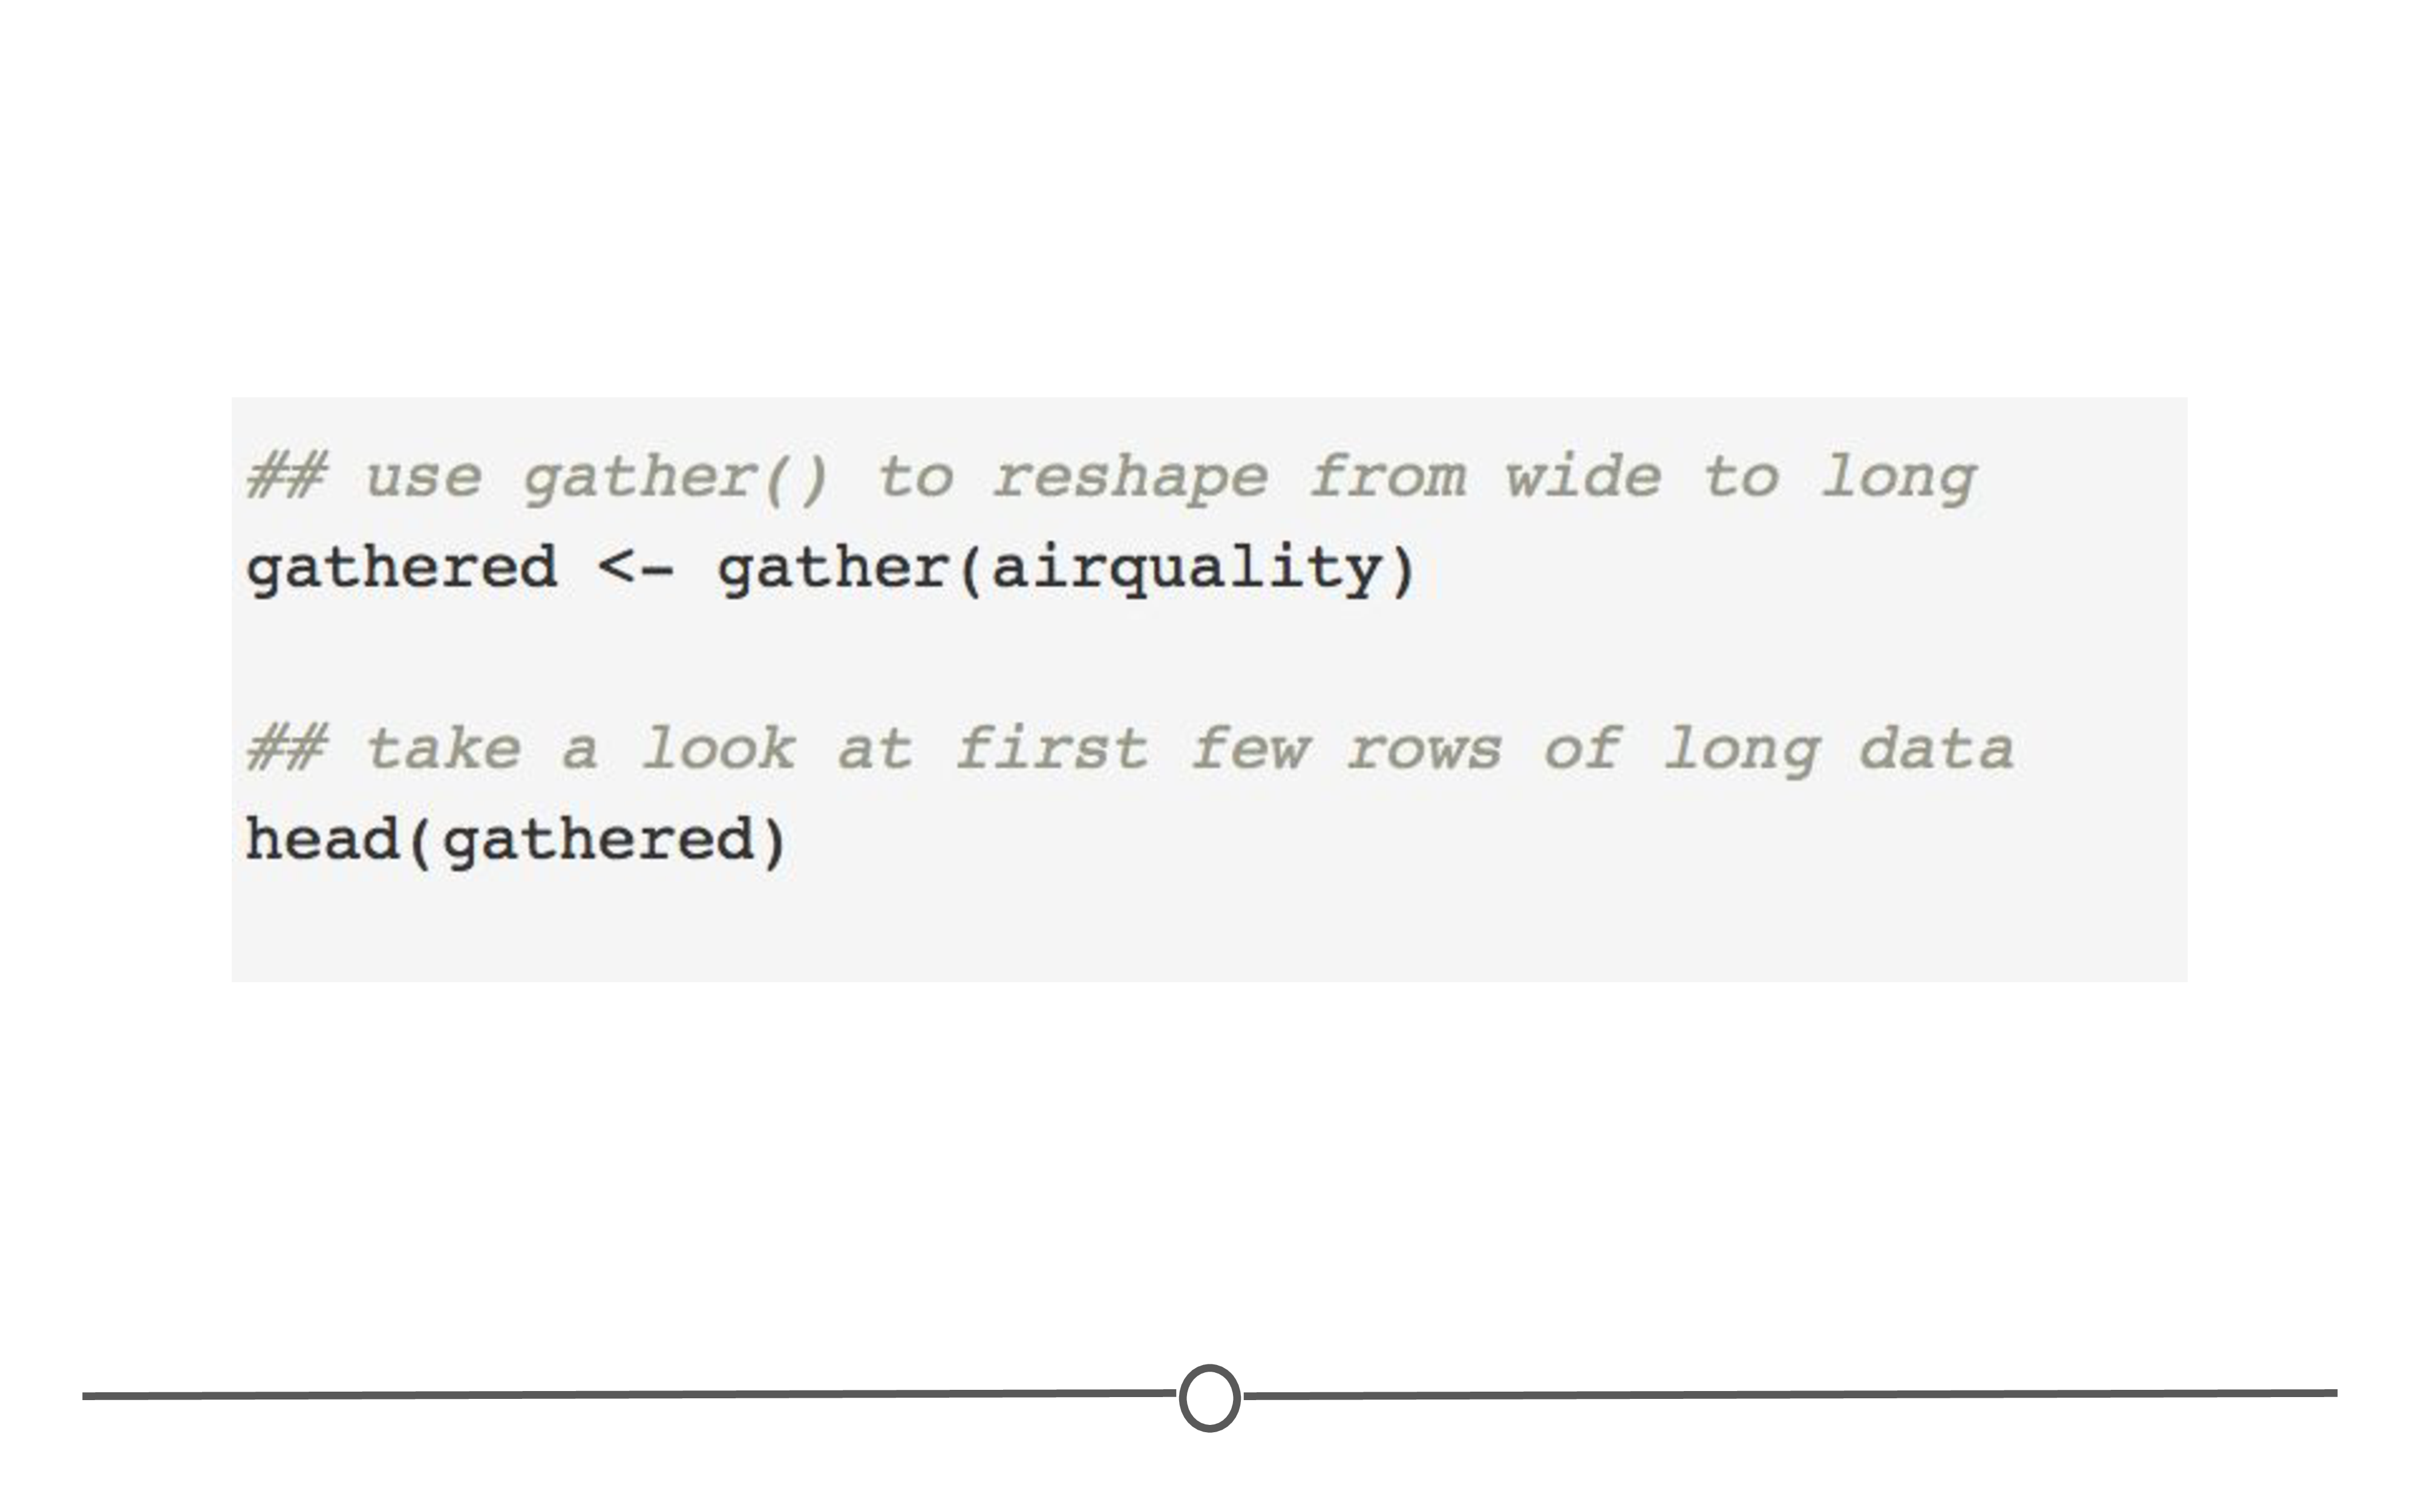 ## use gather() to reshape from wide to long
gathered <- gather(airquality)
## take a look at first few rows of long data
head(gathered)